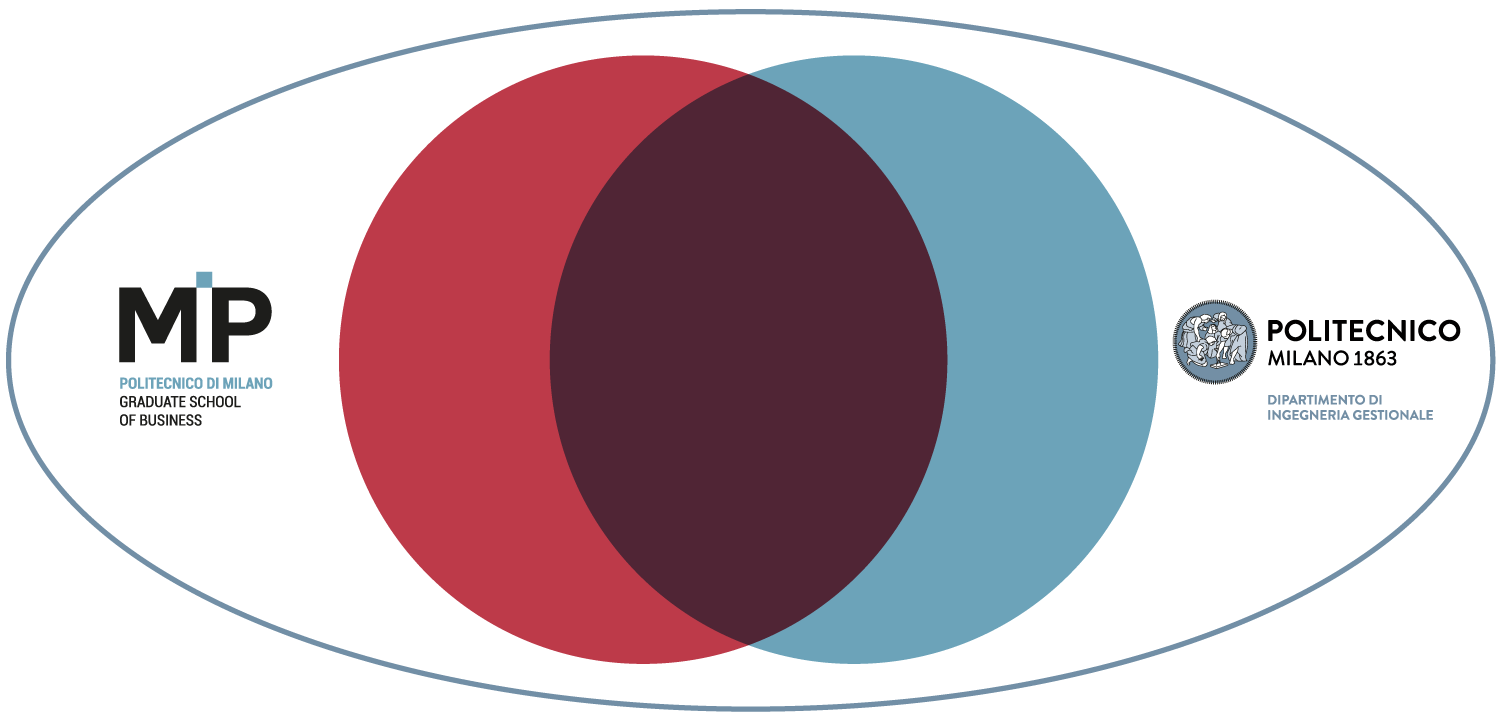 MIP
POLITECNICO DI MILANO
GRADUATE SCHOOL
OF BUSINESS
POLITECNICO
MILANO 1863
DIPARTIMENTO DI
INGEGNERIA GESTIONALE